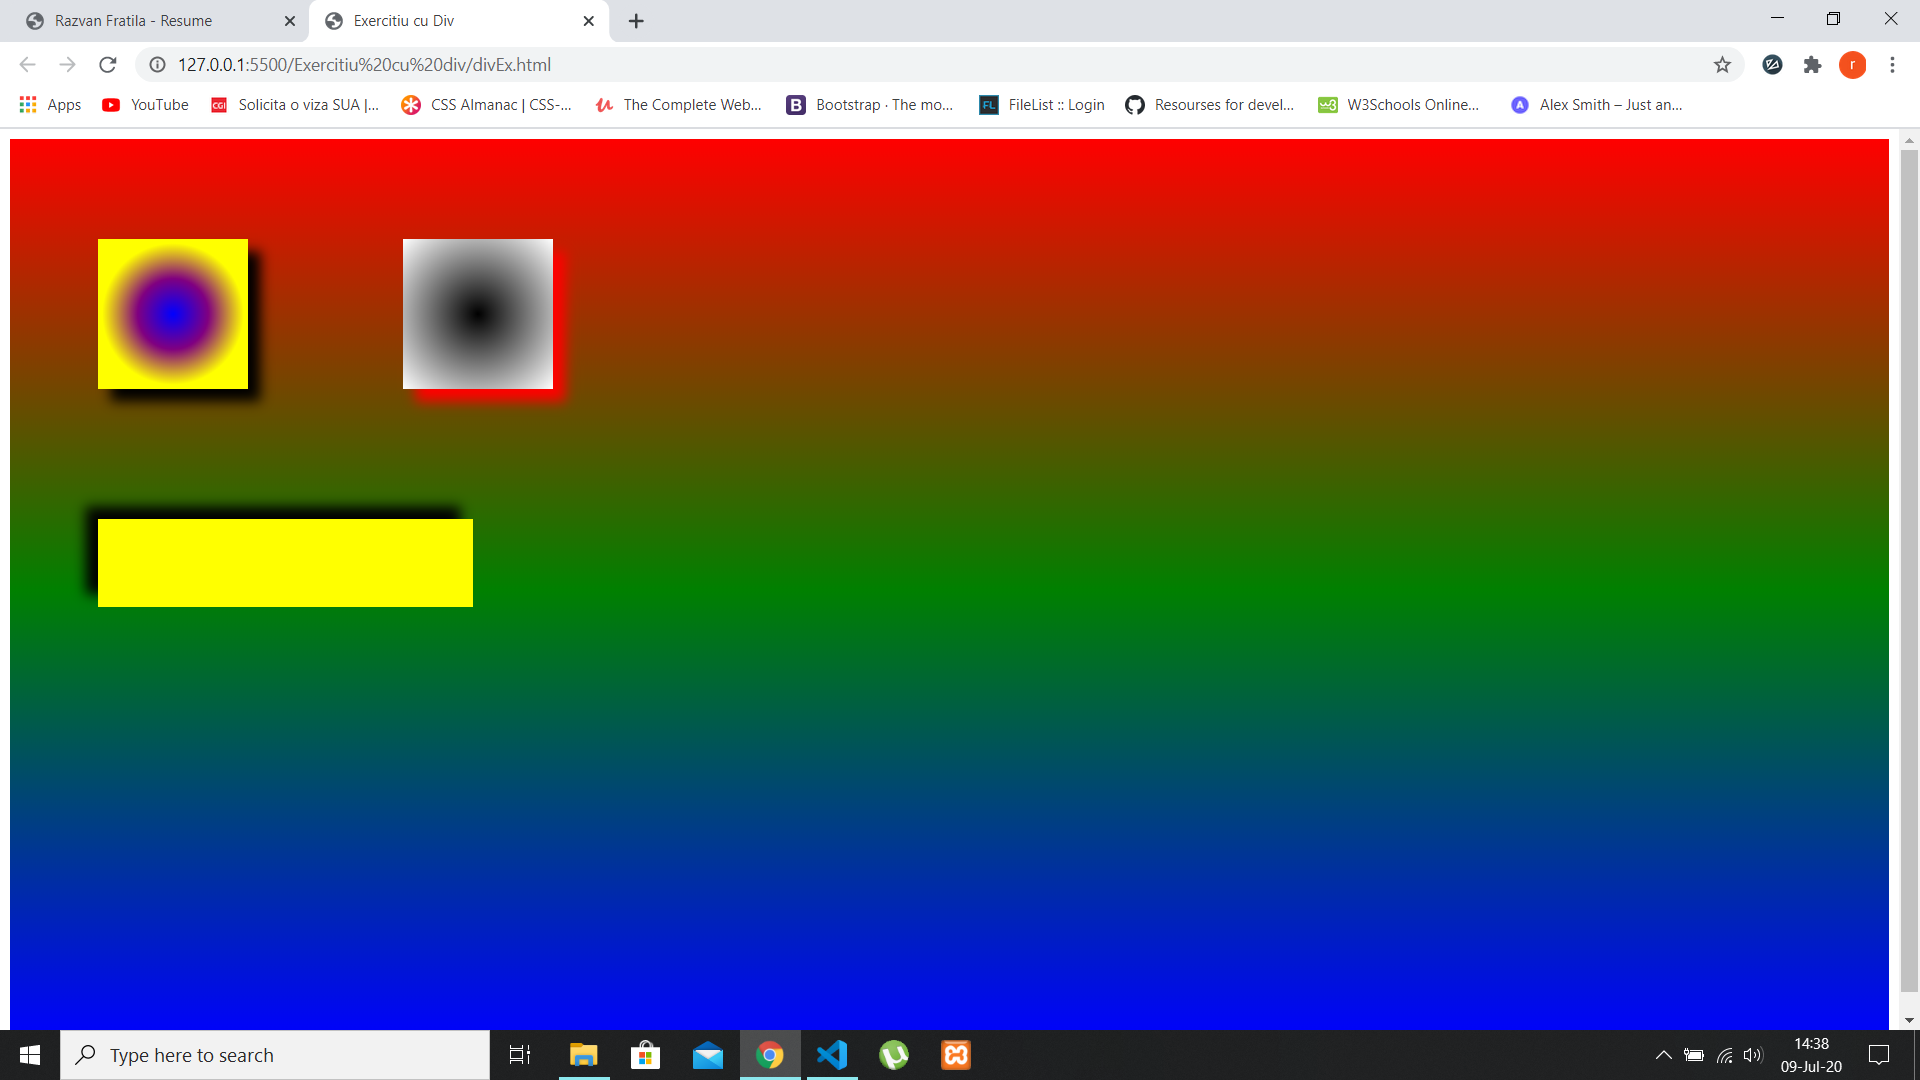 Razvan Fratila - Resume
Exercitiu cu Div
127.0.0.1:5500/Exercitiu%20cu%20div/divEx.html
r
Apps
YouTube
CGI
Solicita o viza SUA |...
CSS Almanac | CSS-...
The Complete Web...
B
Bootstrap · The mo...
FL
FileList :: Login
Resourses for devel...
W3Schools Online...
A
Alex Smith – Just an...
Type here to search
14:38
09-Jul-20